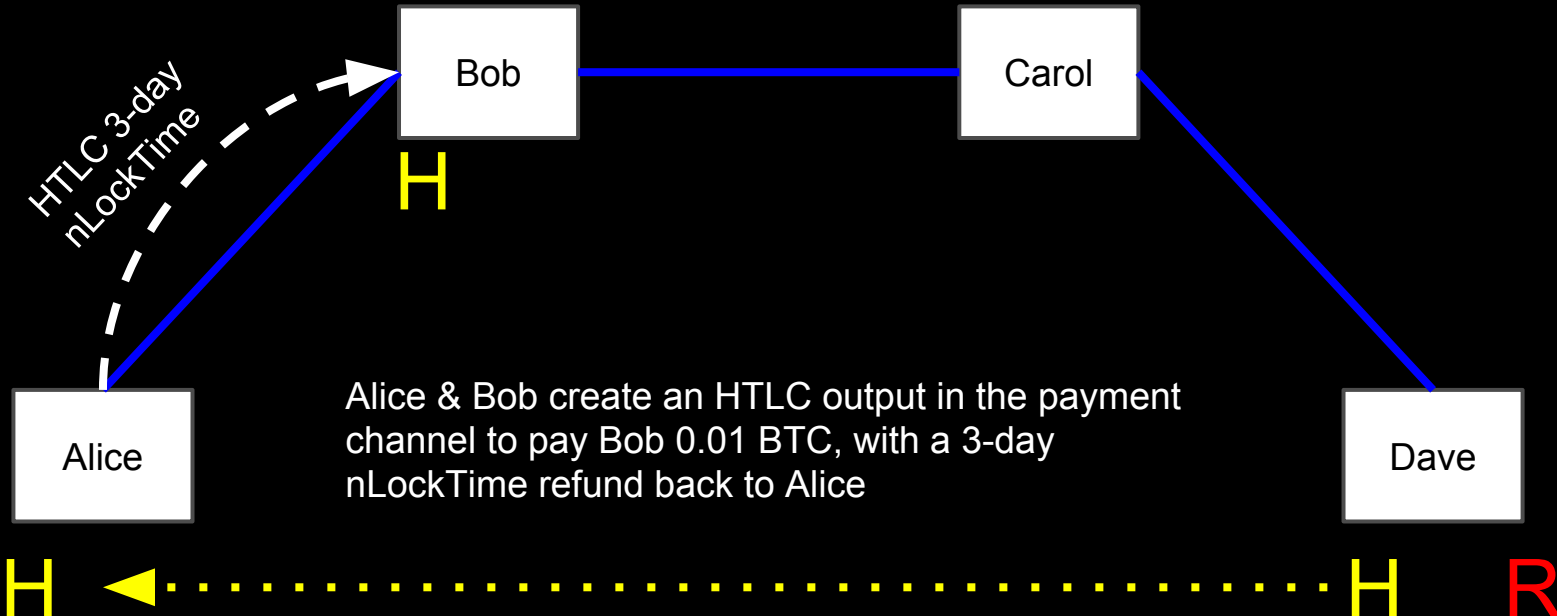 Bob
Carol
HTLC 3-day
nLockTime
H
Alice & Bob create an HTLC output in the payment
channel to pay Bob 0.01 BTC, with a 3-day
nLockTime refund back to Alice
Alice
Dave
H
H
R